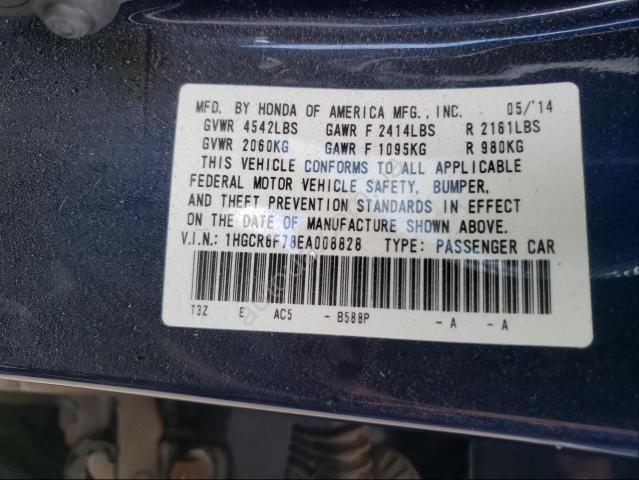 MFD. BY HONDA OF AMERICA MFG., INC. 05/'14
GVWR 4542LBS GAWR F 2414LBS R 2161LBS
GVWR 2060KG GAWR F 1095KG R 980KG
THIS VEHICLE CONFORMS TO ALL APPLICABLE
FEDERAL MOTOR VEHICLE SAFETY, BUMPER,
AND THEFT PREVENTION STANDARDS IN EFFECT
ON THE DATE OF MANUFACTURE SHOWN ABOVE.
V.I.N.: 1HGCR6F78EA008828 TYPE: PASSENGER CAR
T3Z E AC5 - B588P - A - A